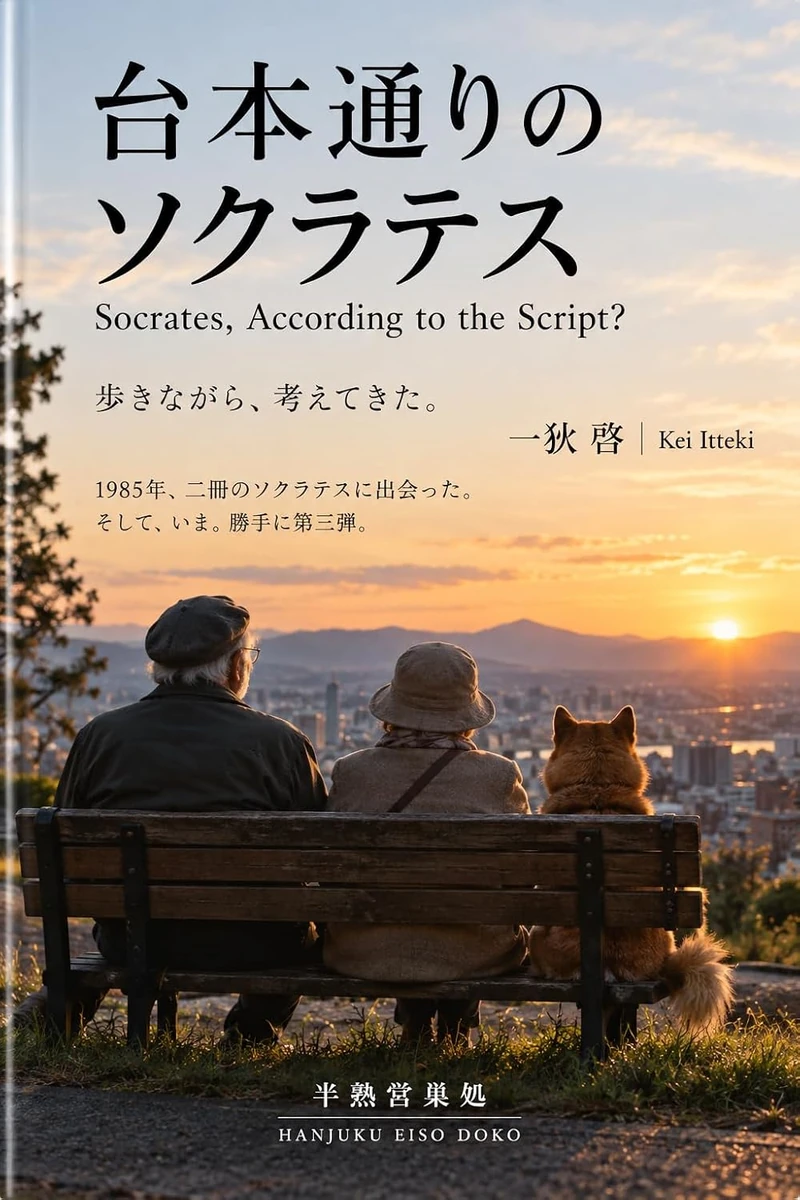 台本通りの
ソクラテス
Socrates, According to the Script?
歩きながら、考えてきた。
一狄 啓｜Kei Itteki
1985年、二冊のソクラテスに出会った。
そして、いま。勝手に第三弾。
半熟営巣処
HANJUKU EISO DOKO